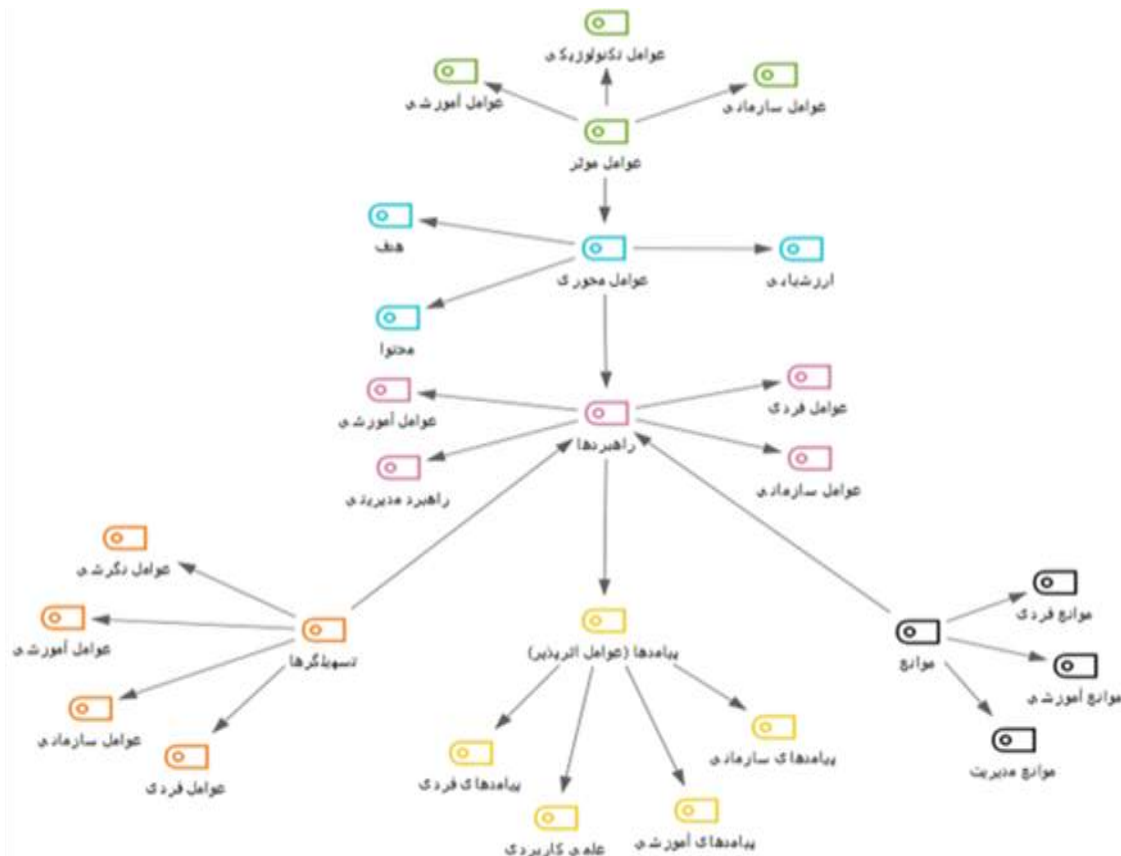 عوامل تکنولوژیکی
عوامل سازمانی
عوامل آموزشی
عوامل موثر
هدف
عوامل محوری
ارزشیابی
محتوا
عوامل فردی
عوامل آموزشی
راهبردها
عوامل سازمانی
راهبرد مدیریتی
عوامل نگرشی
موانع فردی
عوامل آموزشی
تسهیلگرها
پیامدها (عوامل اثرپذیر)
موانع
موانع آموزشی
عوامل سازمانی
پیامدهای سازمانی
موانع مدیریت
عوامل فردی
پیامدهای فردی
پیامدهای آموزشی
علمی کاربردی